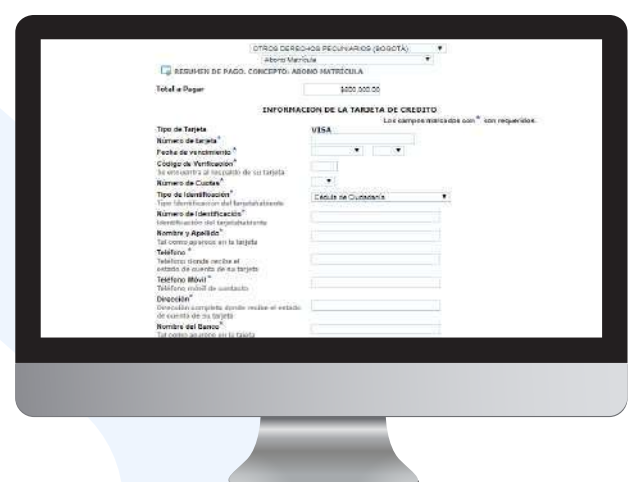 OTROS DERECHOS PECUNIARIOS (BOGOTÁ)
Abono Matrícula
RESUMEN DE PAGO. CONCEPTO: ABONO MATRÍCULA
Total a Pagar
INFORMACION DE LA TARJETA DE CREDITO
Los campos marcados con * son requeridos.
Tipo de Tarjeta VISA
Número de tarjeta*
Fecha de vencimiento *
Código de Verificación*
Se encuentra al respaldo de su tarjeta
Número de Cuotas*
Tipo de Identificación* Cédula de Ciudadanía
Tipo Identificación del tarjetahabiente
Número de Identificación*
Identificación del tarjetahabiente
Nombre y Apellido*
Tal como aparece en la tarjeta
Teléfono *
Teléfono donde recibe el
estado de cuenta de su tarjeta
Teléfono Móvil*
Teléfono móvil de contacto
Dirección*
Dirección completa donde recibe el estado
de cuenta de su tarjeta
Nombre del Banco*
Tal como aparece en la tarjeta